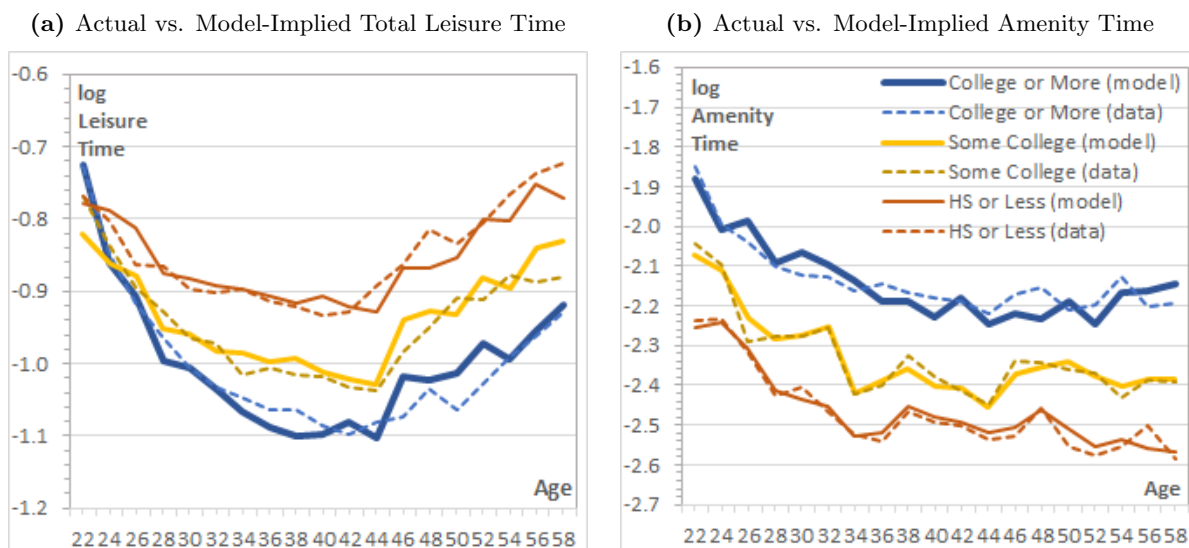 (a) Actual vs. Model-Implied Total Leisure Time
-0.6
log
Leisure
Time
-0.7
-0.8
-0.9
-1.0
-1.1
-1.2
Age
22 24 26 28 30 32 34 36 38 40 42 44 46 48 50 52 54 56 58
(b) Actual vs. Model-Implied Amenity Time
-1.6
log
Amenity
Time
-1.7
-1.8
-1.9
-2.0
-2.1
-2.2
-2.3
-2.4
-2.5
-2.6
-2.7
College or More (model)
College or More (data)
Some College (model)
Some College (data)
HS or Less (model)
HS or Less (data)
Age
22 24 26 28 30 32 34 36 38 40 42 44 46 48 50 52 54 56 58